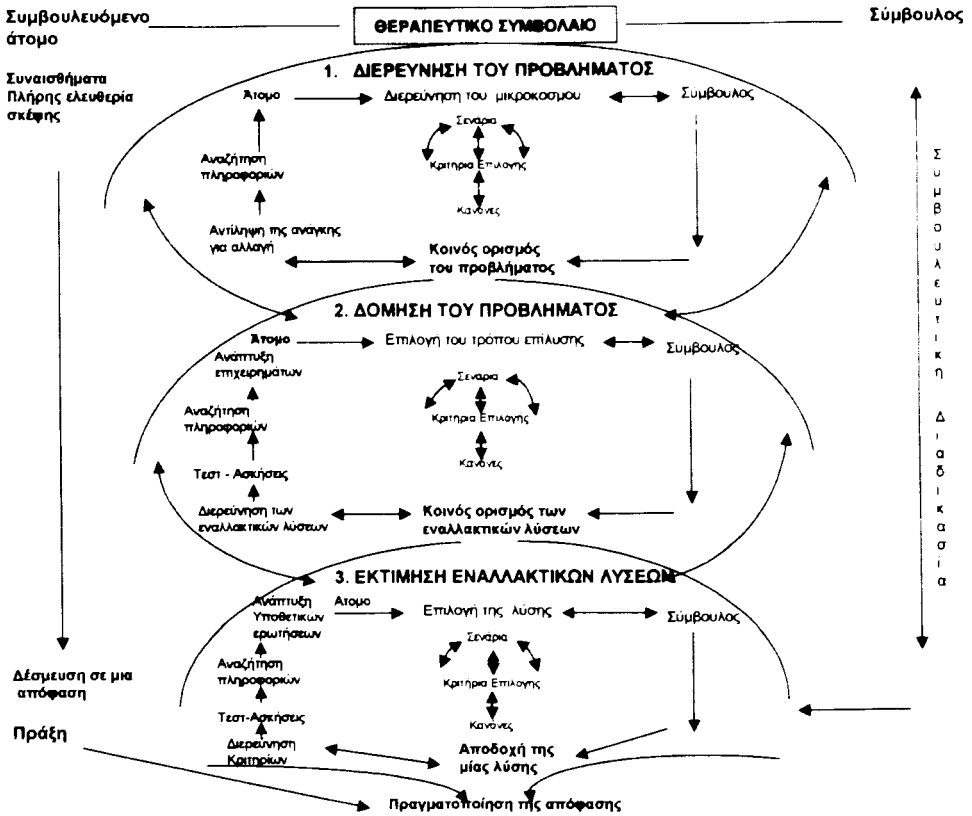 Συμβουλευόμενο
άτομο
ΘΕΡΑΠΕΥΤΙΚΟ ΣΥΜΒΟΛΑΙΟ
Σύμβουλος
Συναισθήματα
Πλήρης ελευθερία
σκέψης
1. ΔΙΕΡΕΥΝΗΣΗ ΤΟΥ ΠΡΟΒΛΗΜΑΤΟΣ
Άτομο
Διερεύνηση του μικροκοσμου
Σύμβουλος
Σενάρια
Αναζήτηση
πληροφοριών
Κριτήρια Επιλογης
Κανόνες
Αντίληψη της ανάγκης
για αλλαγή
Κοινός ορισμός
του προβλήματος
2. ΔΟΜΗΣΗ ΤΟΥ ΠΡΟΒΛΗΜΑΤΟΣ
Άτομο
Ανάπτυξη
επιχειρημάτων
Επιλογή του τρόπου επίλυσης
Σύμβουλος
Σενάρια
Αναζήτηση
πληροφοριών
Κριτήρια Επιλογης
Κανόνες
Τεστ - Ασκήσεις
Διερεύνηση των
εναλλακτικών λύσεων
Κοινός ορισμός των
εναλλακτικών λύσεων
3. ΕΚΤΙΜΗΣΗ ΕΝΑΛΛΑΚΤΙΚΩΝ ΛΥΣΕΩΝ
Ανάπτυξη
Υποθετικών
ερωτήσεων
Άτομο
Επιλογή της λύσης
Σύμβουλος
Σενάρια
Αναζήτηση
πληροφοριών
Κριτήρια Επιλογης
Τεστ-Ασκήσεις
Κανόνες
Διερεύνηση
Κριτηρίων
Αποδοχή της
μίας λύσης
Δέσμευση σε μια
απόφαση
Πράξη
Πραγματοποίηση της απόφασης
Συμβουλευτικη Διαδικασία